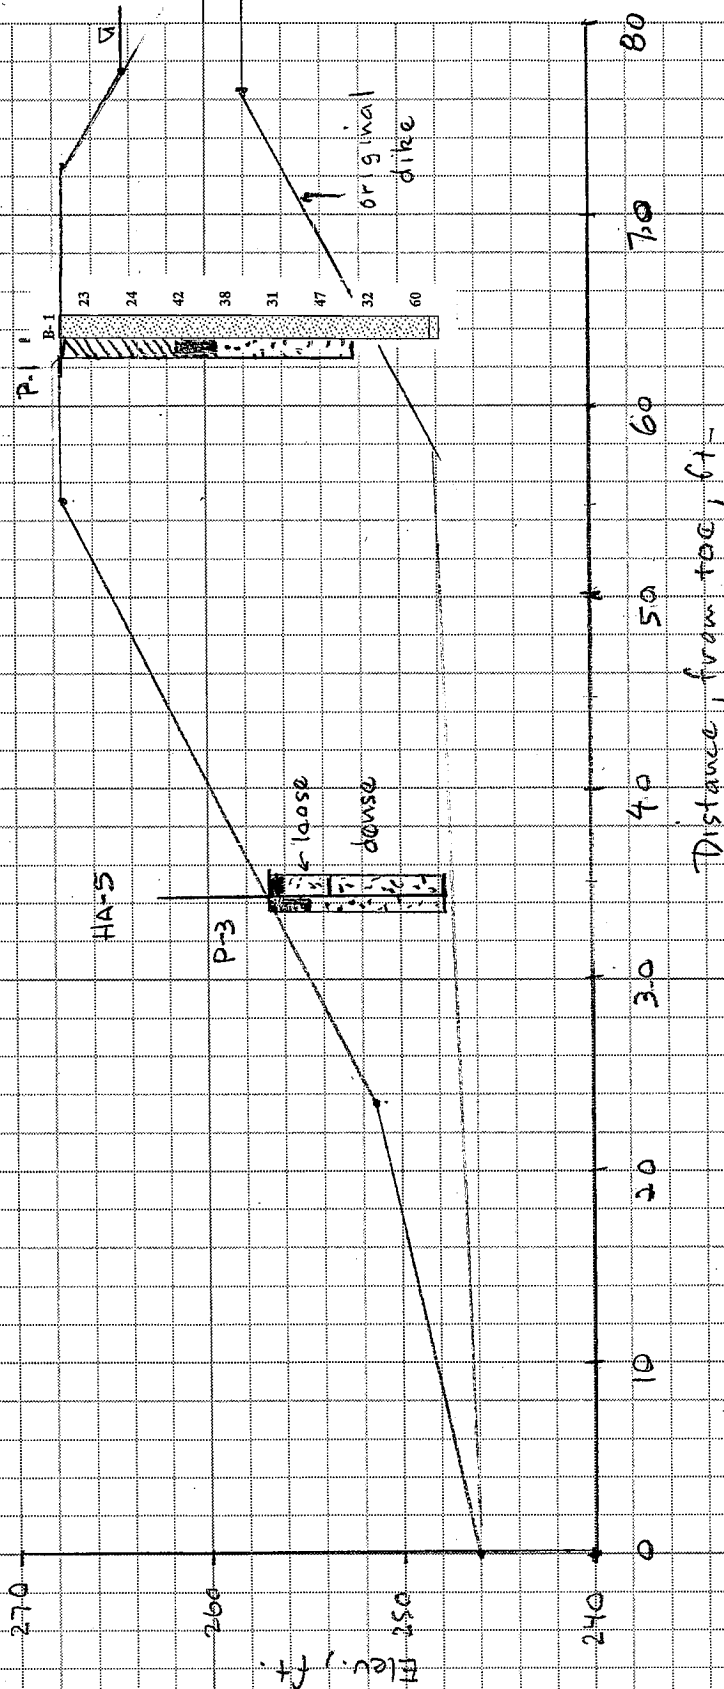 270
260
250
240
Elev., ft.
HA-5
P-3
← loose
dense
P-1
B-1
23
24
42
38
31
47
32
60
original
dike
0
10
20
30
40
50
60
70
80
Distance, from toe, ft-